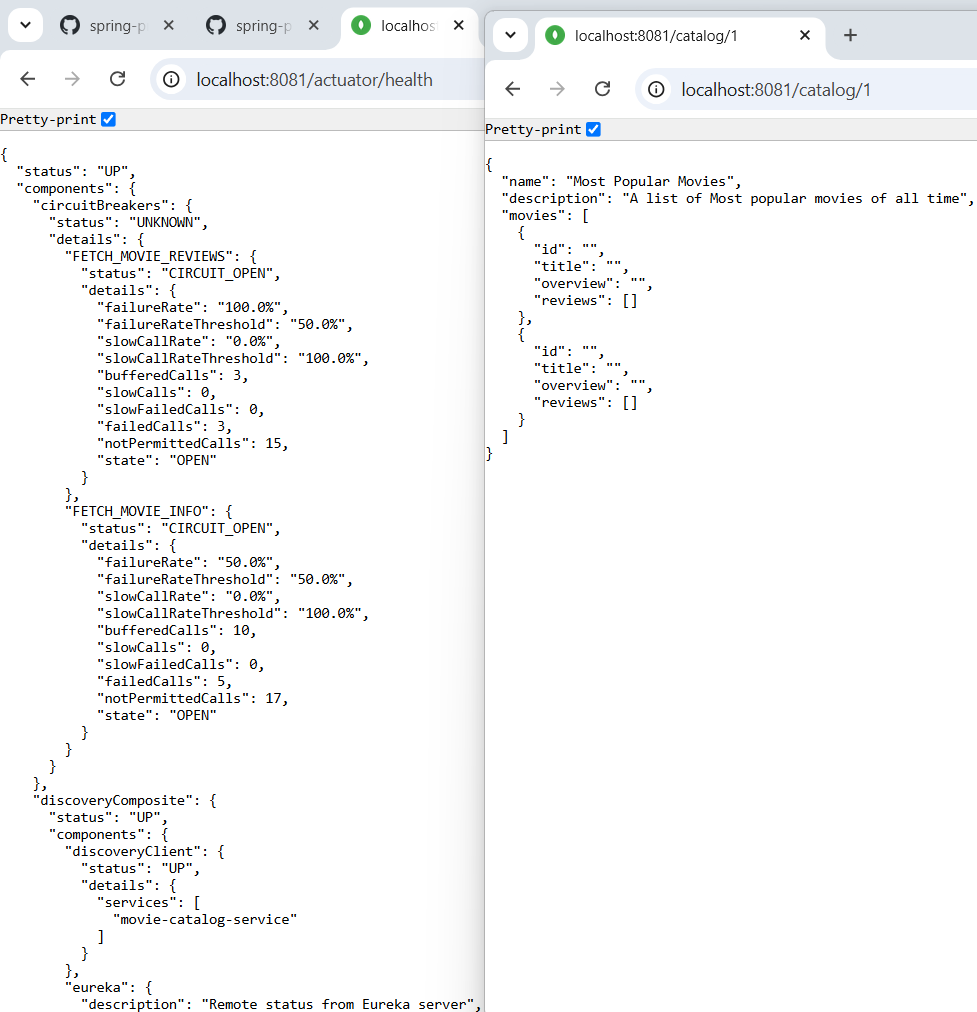 spring-p
spring-p
localhos
localhost:8081/actuator/health
Pretty-print
{
  "status": "UP",
  "components": {
    "circuitBreakers": {
      "status": "UNKNOWN",
      "details": {
        "FETCH_MOVIE_REVIEWS": {
          "status": "CIRCUIT_OPEN",
          "details": {
            "failureRate": "100.0%",
            "failureRateThreshold": "50.0%",
            "slowCallRate": "0.0%",
            "slowCallRateThreshold": "100.0%",
            "bufferedCalls": 3,
            "slowCalls": 0,
            "slowFailedCalls": 0,
            "failedCalls": 3,
            "notPermittedCalls": 15,
            "state": "OPEN"
          }
        },
        "FETCH_MOVIE_INFO": {
          "status": "CIRCUIT_OPEN",
          "details": {
            "failureRate": "50.0%",
            "failureRateThreshold": "50.0%",
            "slowCallRate": "0.0%",
            "slowCallRateThreshold": "100.0%",
            "bufferedCalls": 10,
            "slowCalls": 0,
            "slowFailedCalls": 0,
            "failedCalls": 5,
            "notPermittedCalls": 17,
            "state": "OPEN"
          }
        }
      }
    },
    "discoveryComposite": {
      "status": "UP",
      "components": {
        "discoveryClient": {
          "status": "UP",
          "details": {
            "services": [
              "movie-catalog-service"
            ]
          }
        },
        "eureka": {
          "description": "Remote status from Eureka server",
localhost:8081/catalog/1
localhost:8081/catalog/1
Pretty-print
{
  "name": "Most Popular Movies",
  "description": "A list of Most popular movies of all time",
  "movies": [
    {
      "id": "",
      "title": "",
      "overview": "",
      "reviews": []
    },
    {
      "id": "",
      "title": "",
      "overview": "",
      "reviews": []
    }
  ]
}